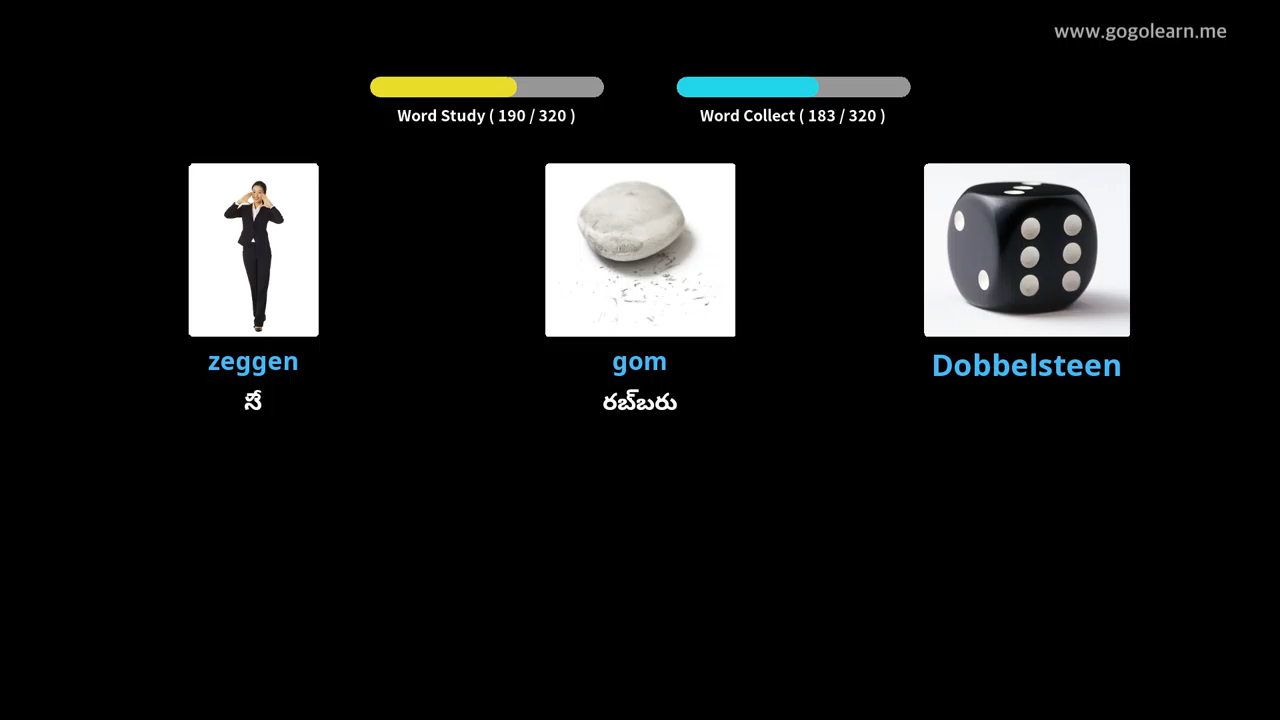 www.gogolearn.me
Word Study ( 190 / 320 )
Word Collect ( 183 / 320 )
zeggen
gom
Dobbelsteen
సే
రబ్బరు